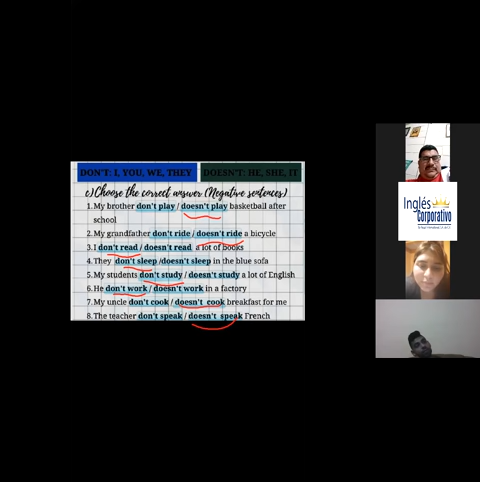 DON'T: I, YOU, WE, THEY
DOESN'T: HE, SHE, IT
c) Choose the correct answer (Negative sentences)
1. My brother don't play / doesn't play basketball after
school
2. My grandfather don't ride / doesn't ride a bicycle
3. I don't read / doesn't read a lot of books
4. They don't sleep /doesn't sleep in the blue sofa
5. My students don't study / doesn't study a lot of English
6. He don't work / doesn't work in a factory
7. My uncle don't cook / doesn't cook breakfast for me
8. The teacher don't speak / doesn't speak French
Inglés
Corporativo